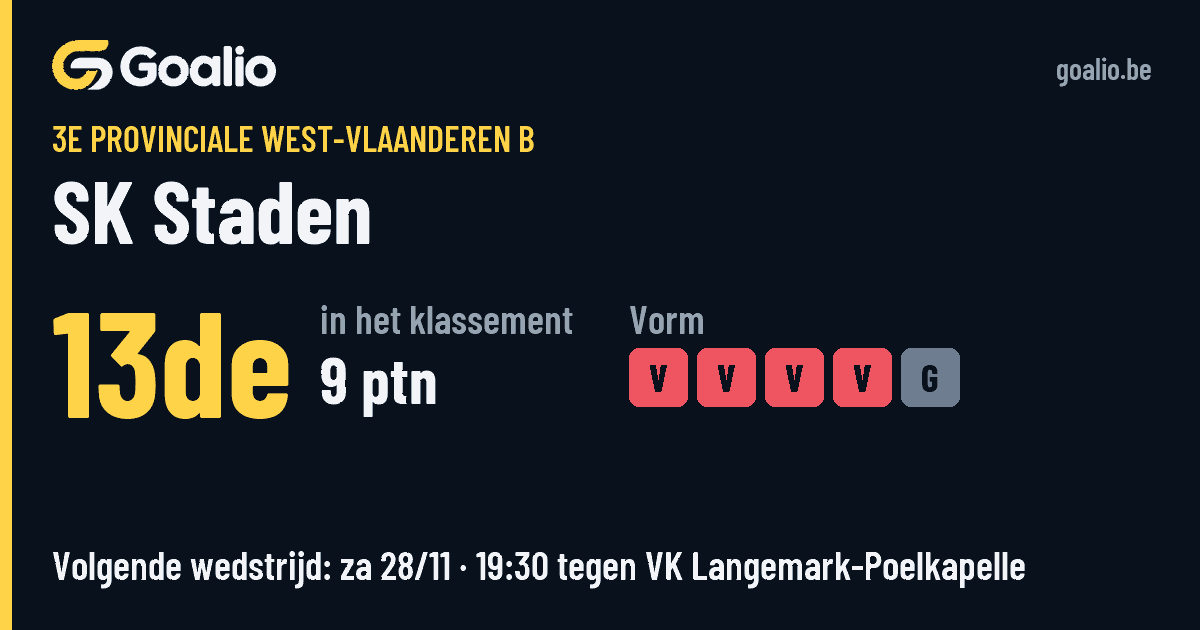 Goalio
goalio.be
3E PROVINCIALE WEST-VLAANDEREN B
SK Staden
13de
in het klassement
9 ptn
Vorm
V V V V G
Volgende wedstrijd: za 28/11 · 19:30 tegen VK Langemark-Poelkapelle